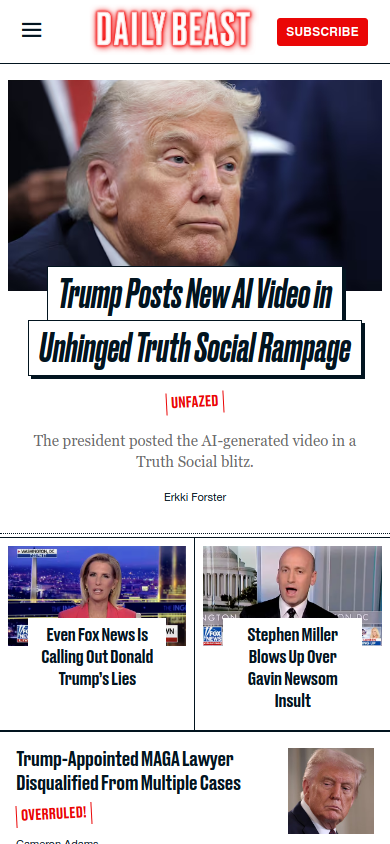 DAILY BEAST
SUBSCRIBE
Trump Posts New AI Video in
Unhinged Truth Social Rampage
UNFAZED
The president posted the AI-generated video in a
Truth Social blitz.
Erkki Forster
WASHINGTON, DC
Even Fox News Is
Calling Out Donald
Trump's Lies
Stephen Miller
Blows Up Over
Gavin Newsom
Insult
Trump-Appointed MAGA Lawyer
Disqualified From Multiple Cases
OVERRULED!
Cameron Adams